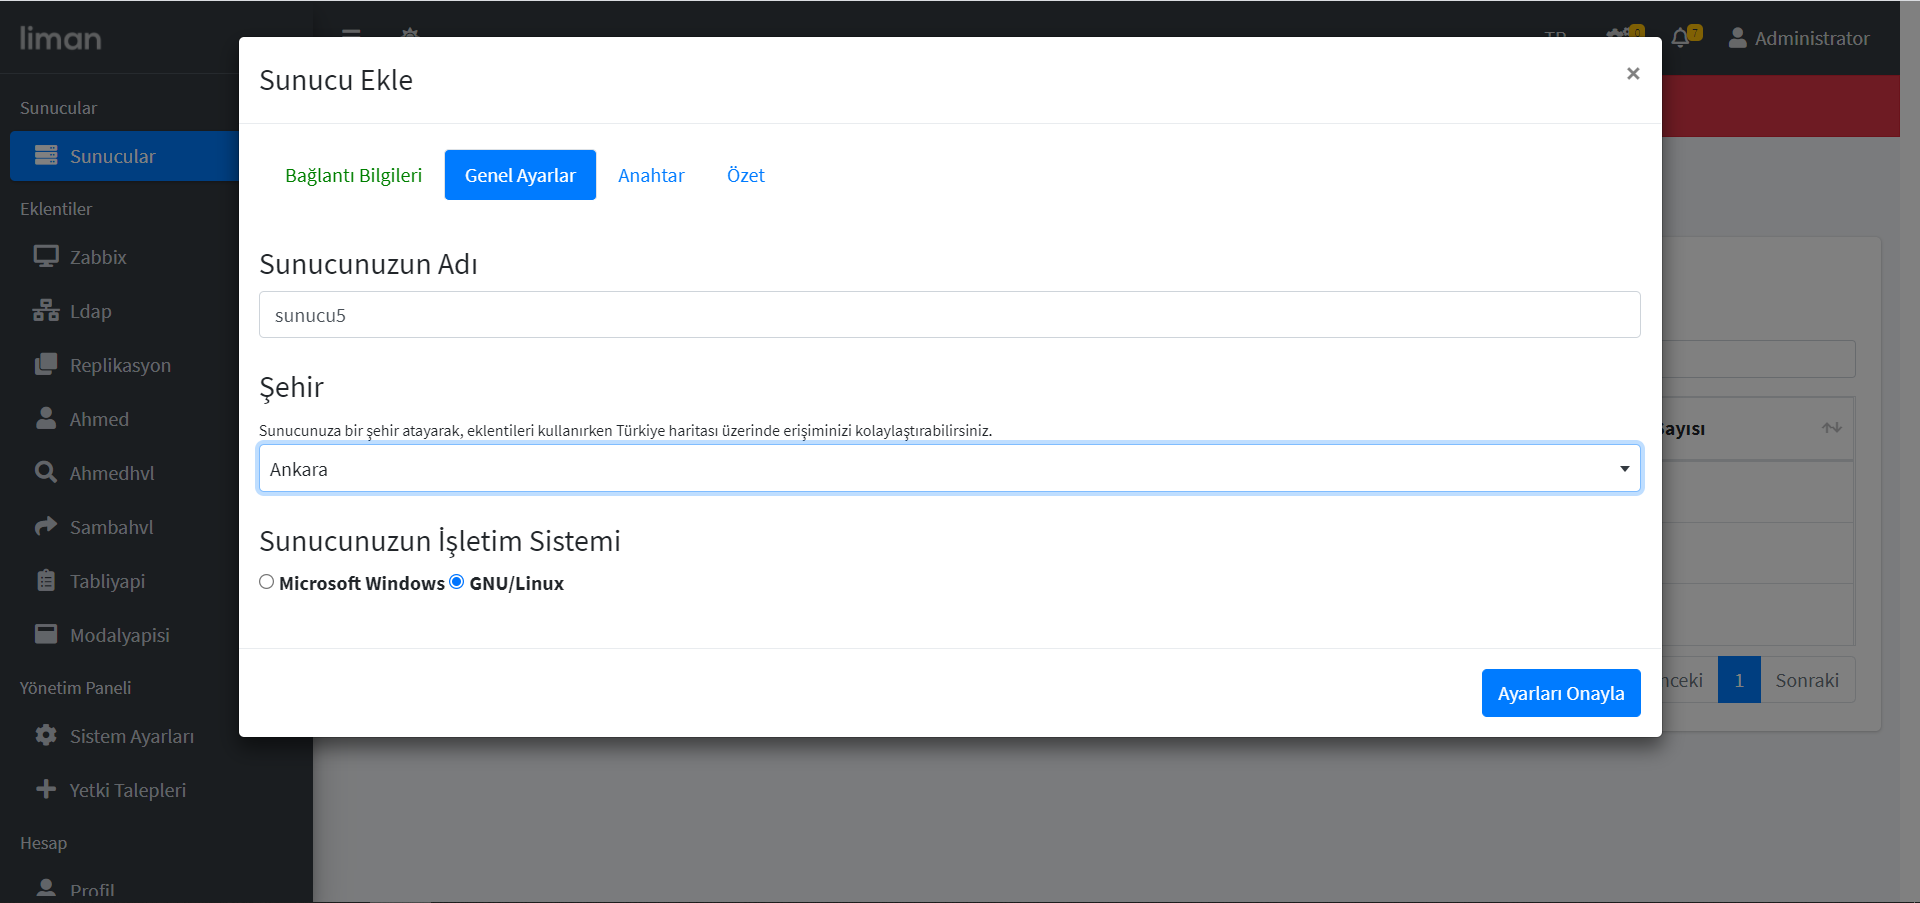 liman
TR
0
7
Administrator
Sunucular
Sunucular
Eklentiler
Zabbix
Ldap
Replikasyon
Ahmed
Ahmedhvl
Sambahvl
Tabliyapi
Modalyapisi
Yönetim Paneli
Sistem Ayarları
Yetki Talepleri
Hesap
Profil
Sunucu Ekle
×
Bağlantı Bilgileri
Genel Ayarlar
Anahtar
Özet
Sunucunuzun Adı
sunucu5
Şehir
Sunucunuza bir şehir atayarak, eklentileri kullanırken Türkiye haritası üzerinde erişiminizi kolaylaştırabilirsiniz.
Ankara
Sunucunuzun İşletim Sistemi
Microsoft Windows GNU/Linux
Ayarları Onayla
ayısı
nceki
1
Sonraki